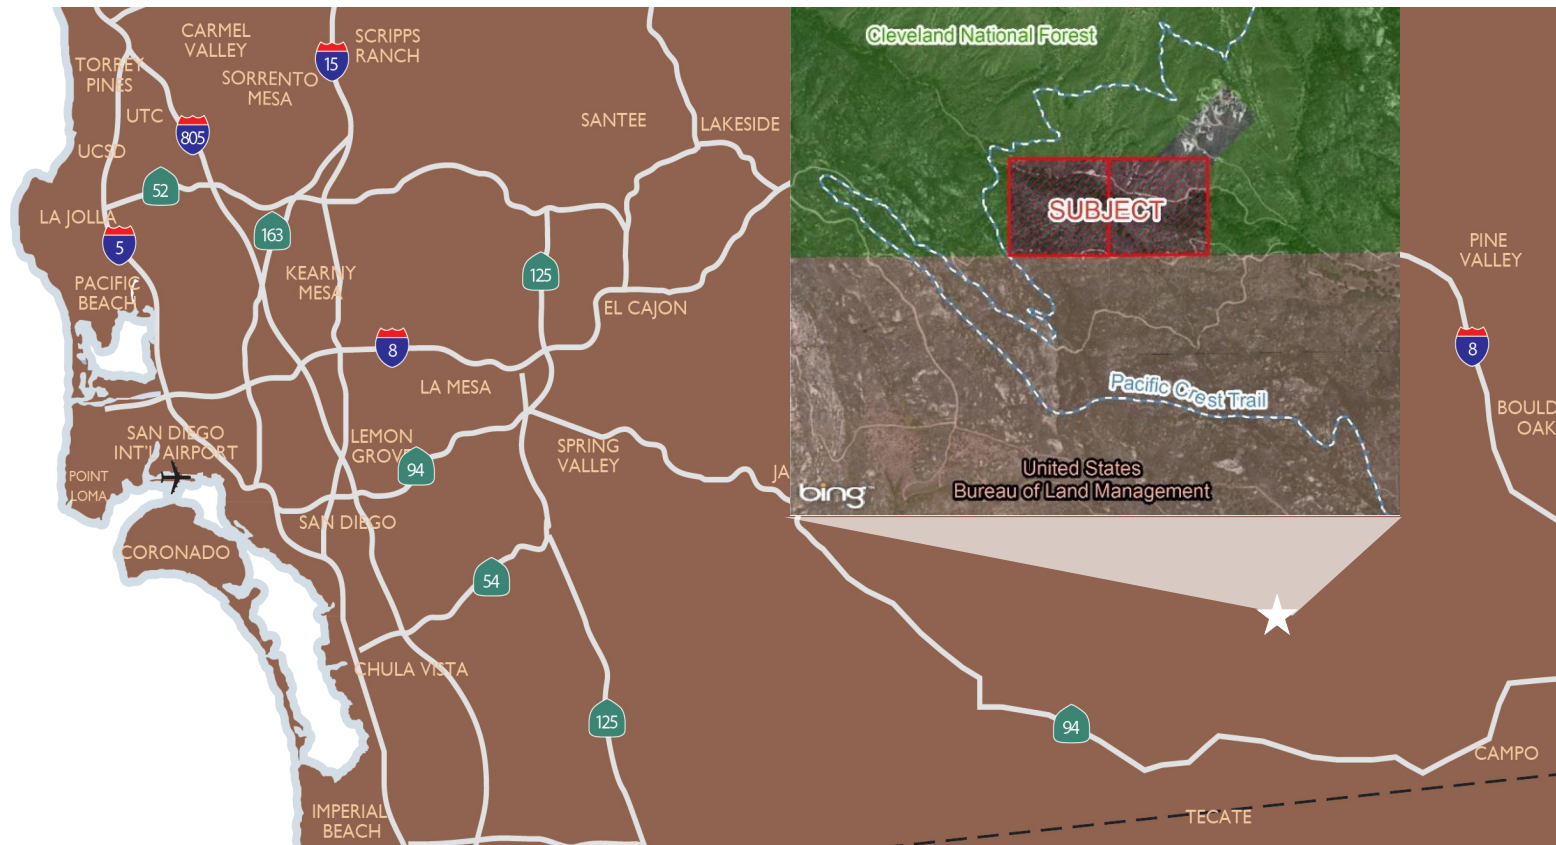 CARMEL
VALLEY
SCRIPPS
RANCH
15
TORREY
PINES
SORRENTO
MESA
UTC
805
UCSD
52
SANTEE
LAKESIDE
LA JOLLA
5
163
KEARNY
MESA
125
PACIFIC
BEACH
EL CAJON
8
LA MESA
SAN DIEGO
INT'L AIRPORT
LEMON
GROVE
94
SPRING
VALLEY
POINT
LOMA
JA
SAN DIEGO
CORONADO
54
CHULA VISTA
125
IMPERIAL
BEACH
Cleveland National Forest
SUBJECT
Pacific Crest Trail
United States
Bureau of Land Management
bing
PINE
VALLEY
8
BOULD
OAK
94
CAMPO
TECATE